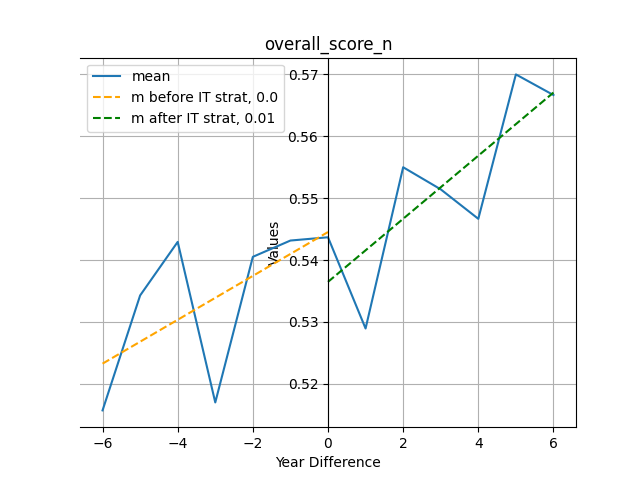 overall_score_n
mean
m before IT strat, 0.0
m after IT strat, 0.01
0.57
0.56
0.55
0.54
0.53
0.52
Values
−6 −4 −2 0 2 4 6
Year Difference